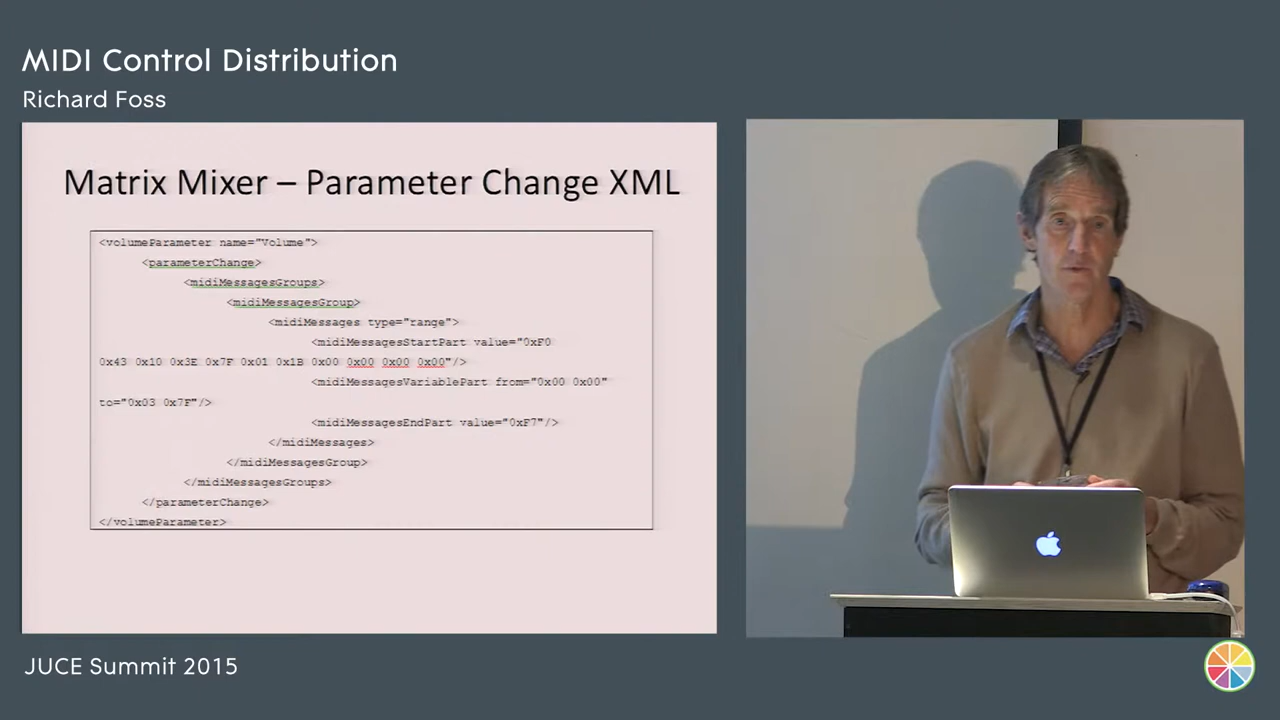 MIDI Control Distribution
Richard Foss
Matrix Mixer – Parameter Change XML
<volumeParameter name="Volume">
<parameterChange>
<midiMessagesGroups>
<midiMessagesGroup>
<midiMessages type="range">
<midiMessagesStartPart value="0xF0
0x43 0x10 0x3E 0x7F 0x01 0x1B 0x00 0x00 0x00 0x00"/>
<midiMessagesVariablePart from="0x00 0x00"
to="0x03 0x7F"/>
<midiMessagesEndPart value="0xF7"/>
</midiMessages>
</midiMessagesGroup>
</midiMessagesGroups>
</parameterChange>
</volumeParameter>
JUCE Summit 2015